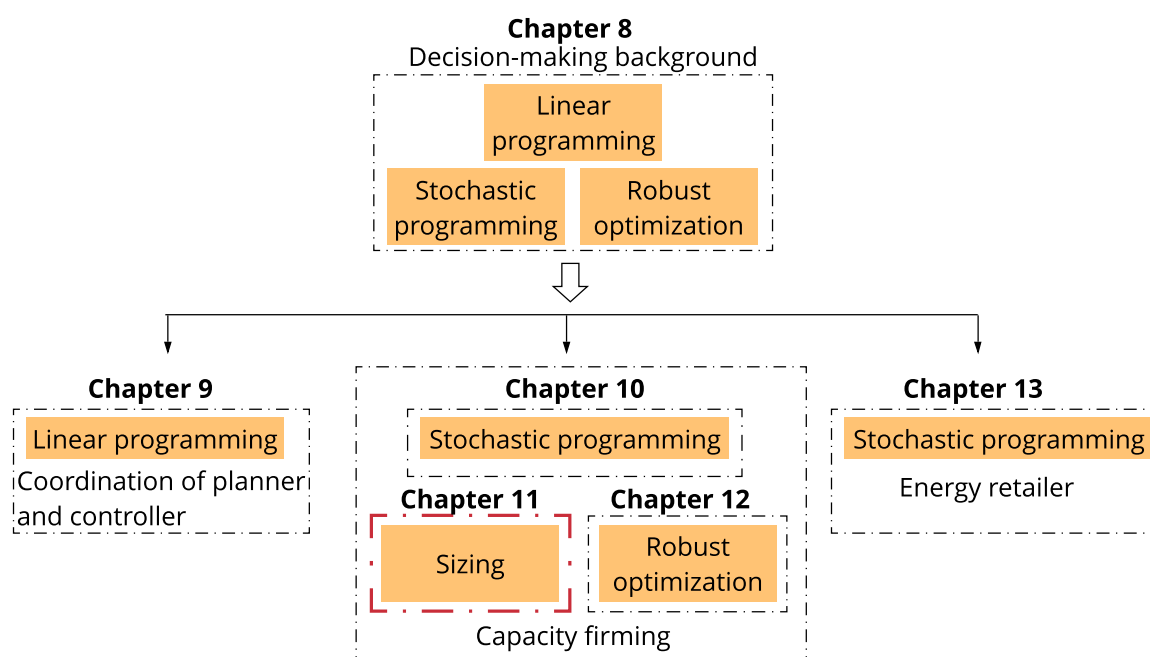 Chapter 8
Decision-making background
Linear
programming
Stochastic
programming
Robust
optimization
Chapter 9
Linear programming
Coordination of planner
and controller
Chapter 10
Stochastic programming
Chapter 11
Sizing
Chapter 12
Robust
optimization
Capacity firming
Chapter 13
Stochastic programming
Energy retailer